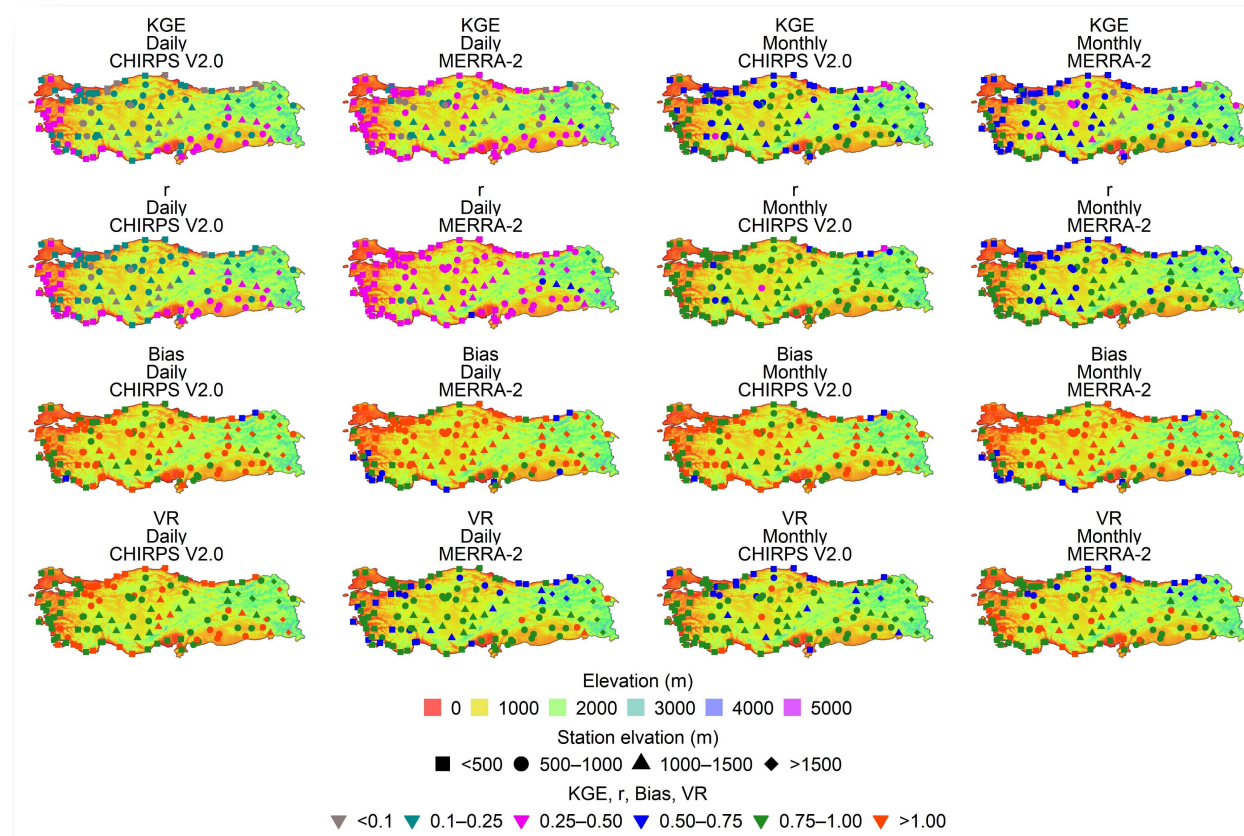 KGE KGE KGE KGE
Daily Daily Monthly Monthly
CHIRPS V2.0 MERRA-2 CHIRPS V2.0 MERRA-2
r r r r
Daily Daily Monthly Monthly
CHIRPS V2.0 MERRA-2 CHIRPS V2.0 MERRA-2
Bias Bias Bias Bias
Daily Daily Monthly Monthly
CHIRPS V2.0 MERRA-2 CHIRPS V2.0 MERRA-2
VR VR VR VR
Daily Daily Monthly Monthly
CHIRPS V2.0 MERRA-2 CHIRPS V2.0 MERRA-2
Elevation (m)
0 1000 2000 3000 4000 5000
Station elvation (m)
<500 500–1000 1000–1500 >1500
KGE, r, Bias, VR
<0.1 0.1–0.25 0.25–0.50 0.50–0.75 0.75–1.00 >1.00